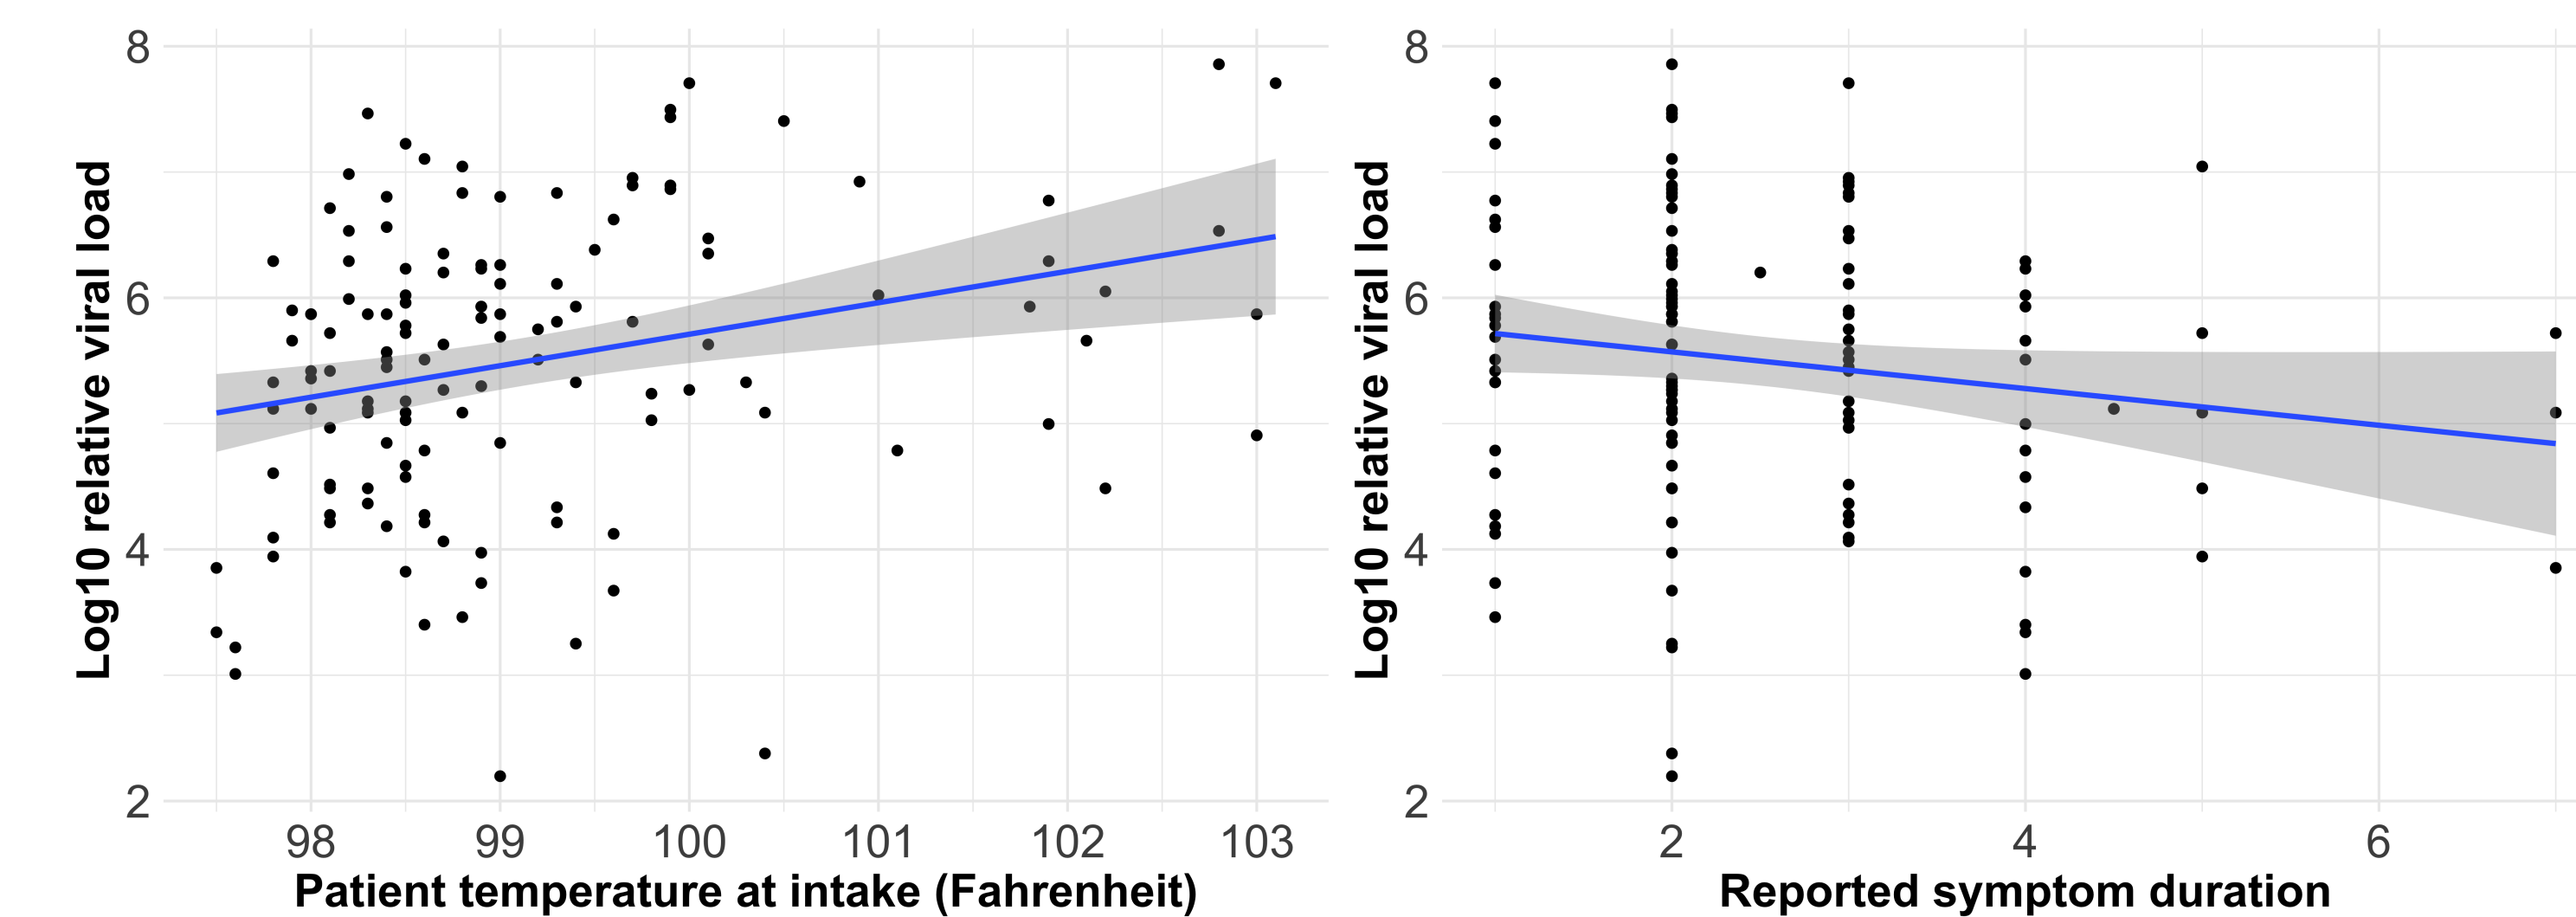 Log10 relative viral load
8
6
4
2
98 99 100 101 102 103
Patient temperature at intake (Fahrenheit)
Log10 relative viral load
8
6
4
2
2 4 6
Reported symptom duration